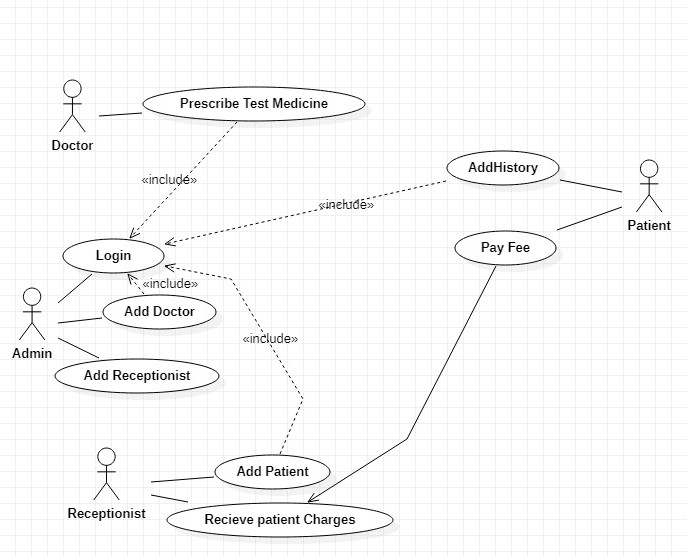 Prescribe Test Medicine
Doctor
«include»
AddHistory
«include»
Patient
Pay Fee
Login
«include»
Add Doctor
«include»
Admin
Add Receptionist
Add Patient
Receptionist
Recieve patient Charges